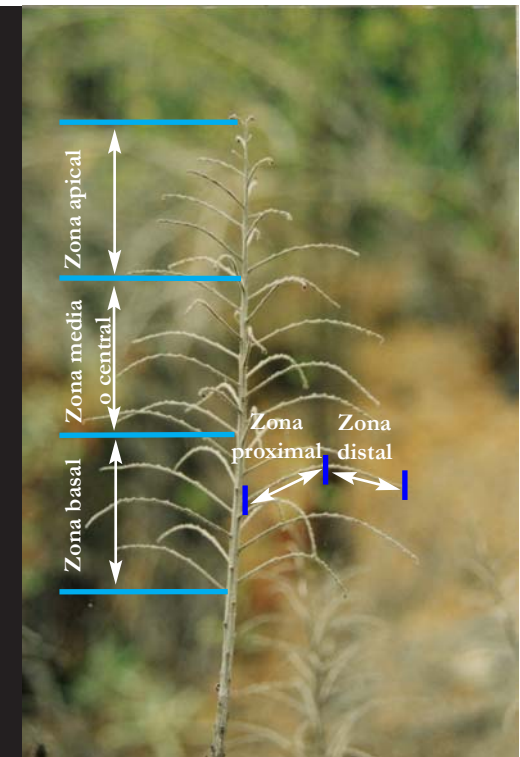 Zona apical
Zona media
o central
Zona basal
Zona
proximal
Zona
distal